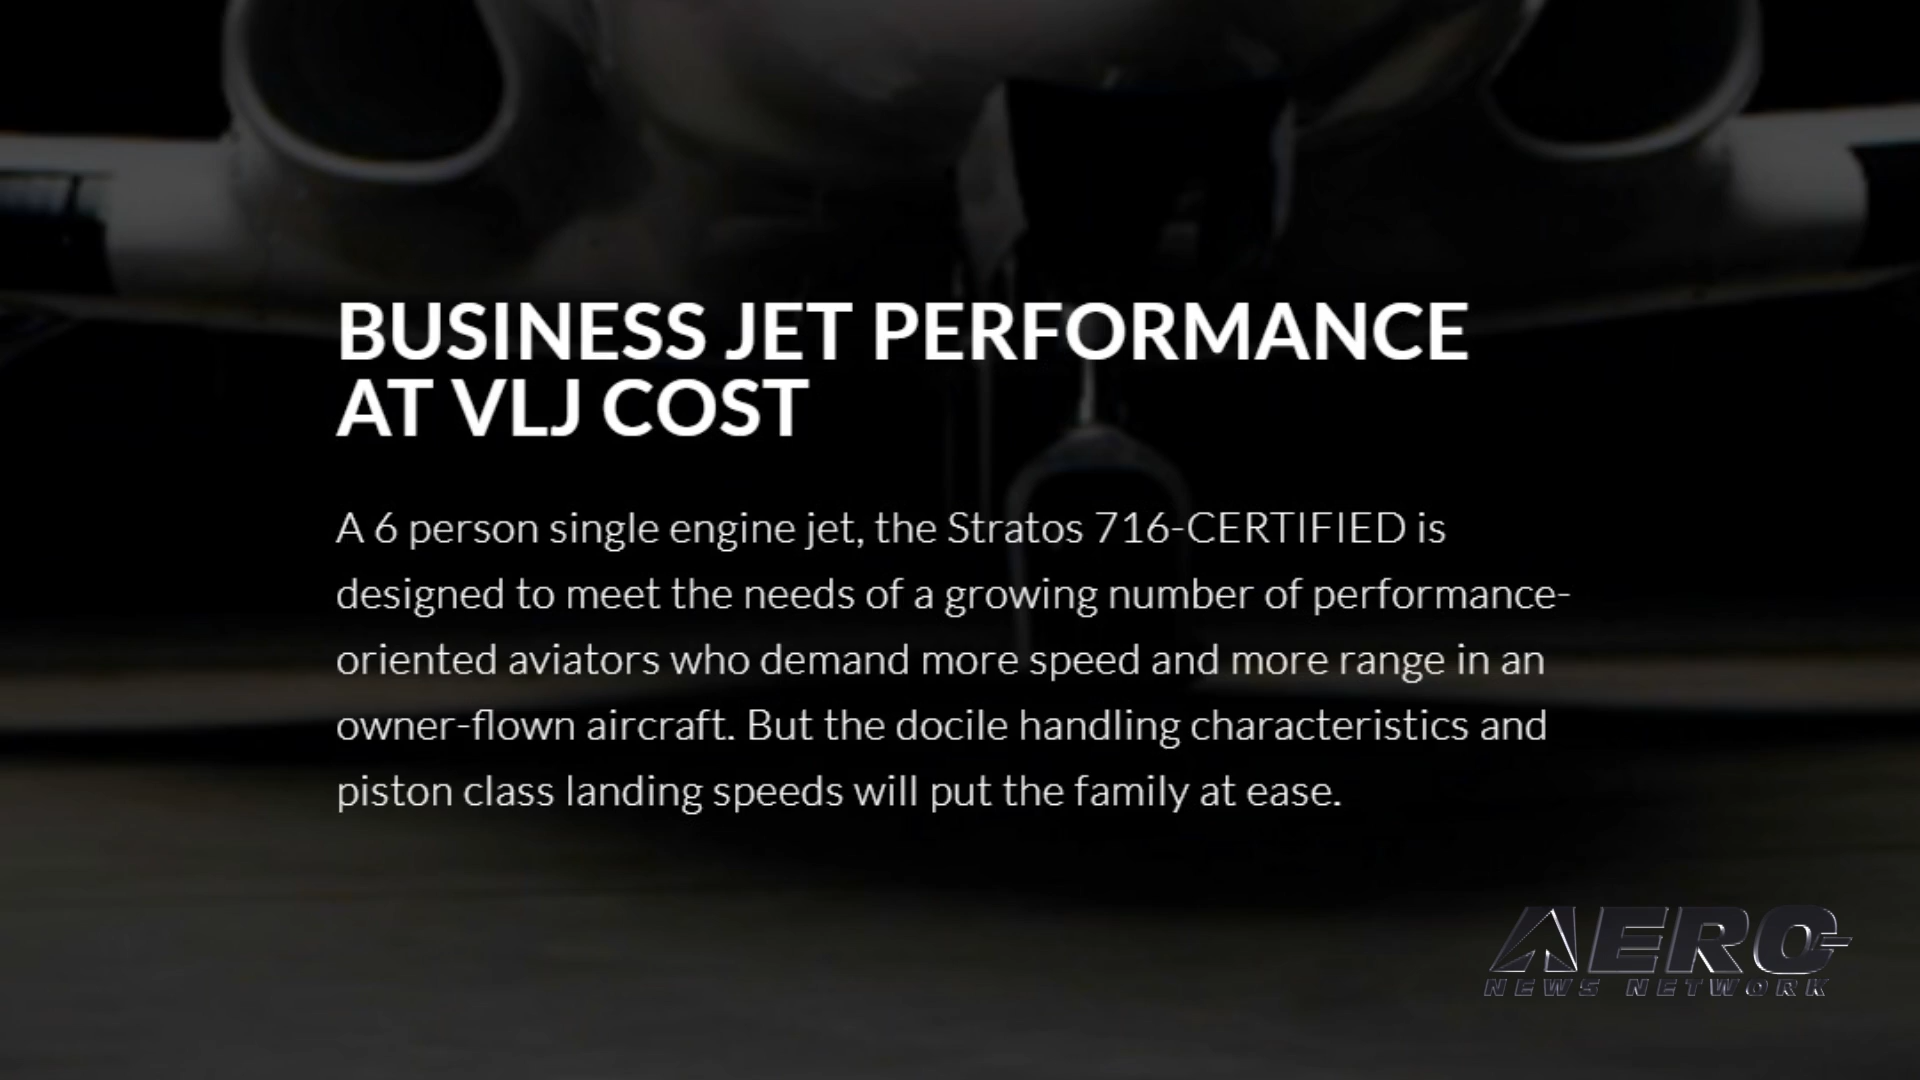 BUSINESS JET PERFORMANCE
AT VLJ COST
A 6 person single engine jet, the Stratos 716-CERTIFIED is
designed to meet the needs of a growing number of performance-
oriented aviators who demand more speed and more range in an
owner-flown aircraft. But the docile handling characteristics and
piston class landing speeds will put the family at ease.
AERO
NEWS NETWORK